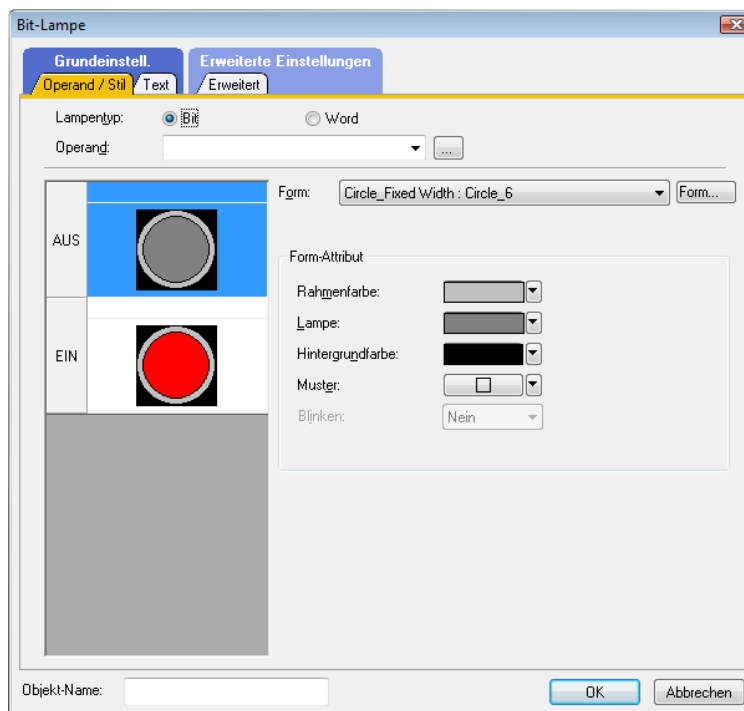 Bit-Lampe
Grundeinstell. Erweiterte Einstellungen
Operand / Stil Text Erweitert
Lampentyp: Bit Word
Operand: ...
AUS
EIN
Form: Circle_Fixed Width : Circle_6 Form...
Form-Attribut
Rahmenfarbe:
Lampe:
Hintergrundfarbe:
Muster:
Blinken: Nein
Objekt-Name: OK Abbrechen